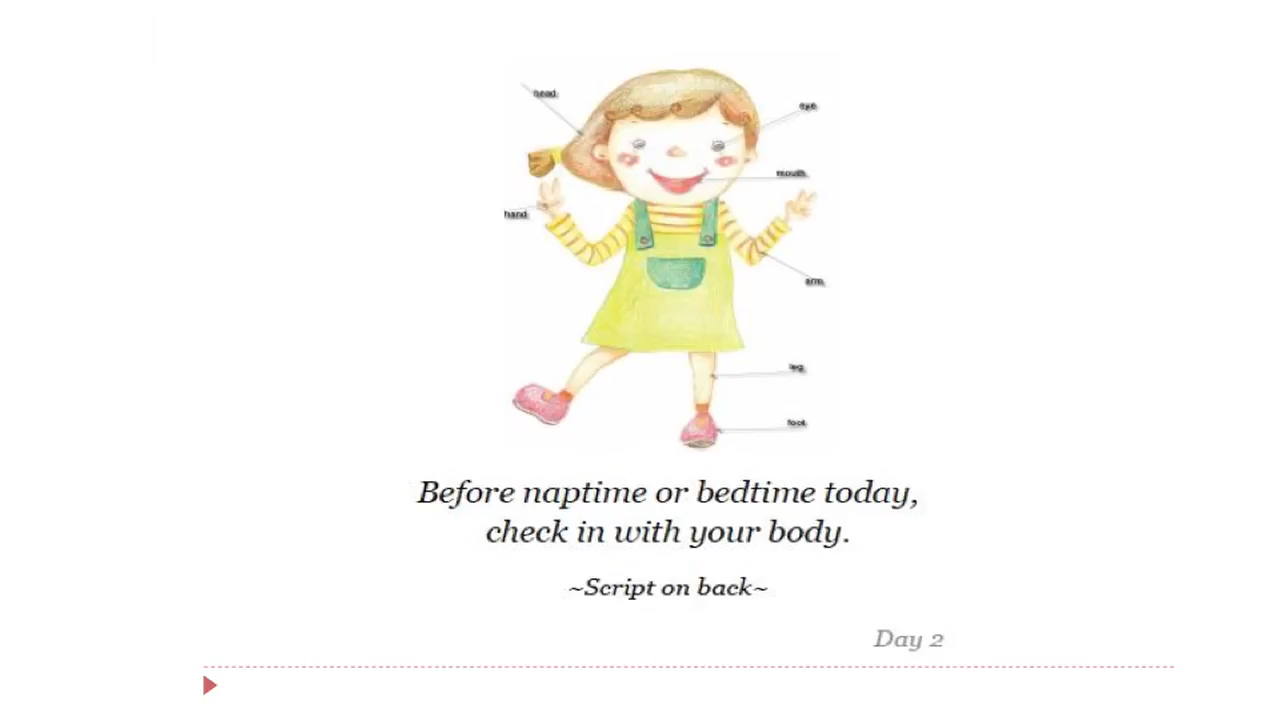 head
eye
mouth
hand
arm
leg
foot
Before naptime or bedtime today,
check in with your body.
~Script on back~
Day 2